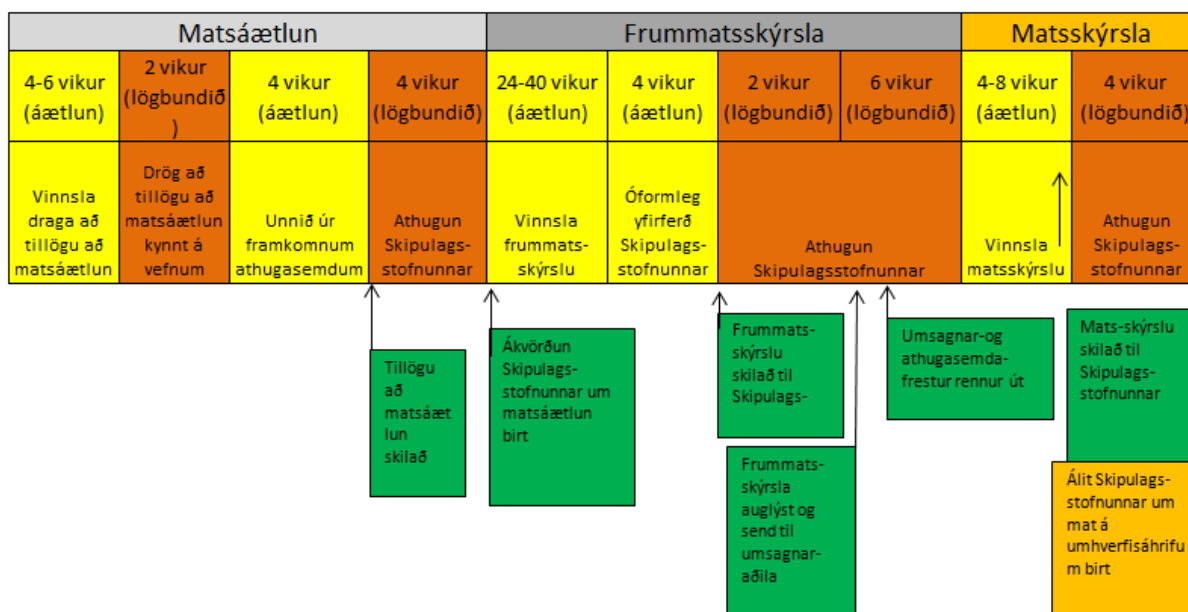 Matsáætlun
Frummatsskýrsla
Matsskýrsla
4-6 vikur
(áætlun)
2 vikur
(lögbundið
)
4 vikur
(áætlun)
4 vikur
(lögbundið)
24-40 vikur
(áætlun)
4 vikur
(áætlun)
2 vikur
(lögbundið)
6 vikur
(lögbundið)
4-8 vikur
(áætlun)
4 vikur
(lögbundið)
Vinnsla
draga að
tillögu að
matsáætlun
Drög að
tillögu að
matsáætlun
kynnt á
vefnum
Unnið úr
framkomnum
athugasemdum
Athugun
Skipulags-
stofnunnar
Vinnsla
frummats-
skýrslu
Óformleg
yfirferð
Skipulags-
stofnunnar
Athugun
Skipulagsstofnunnar
Vinnsla
matsskýrslu
Athugun
Skipulags-
stofnunnar
Tillögu
að
matsáæt
lun
skilað
Ákvörðun
Skipulags-
stofnunnar um
matsáætlun
birt
Frummats-
skýrslu
skilað til
Skipulags-
Frummats-
skýrsla
auglýst og
send til
umsagnar-
aðila
Umsagnar-og
athugasemda-
frestur rennur út
Mats-skýrslu
skilað til
Skipulags-
stofnunnar
Álit Skipulags-
stofnunnar um
mat á
umhverfisáhrifu
m birt